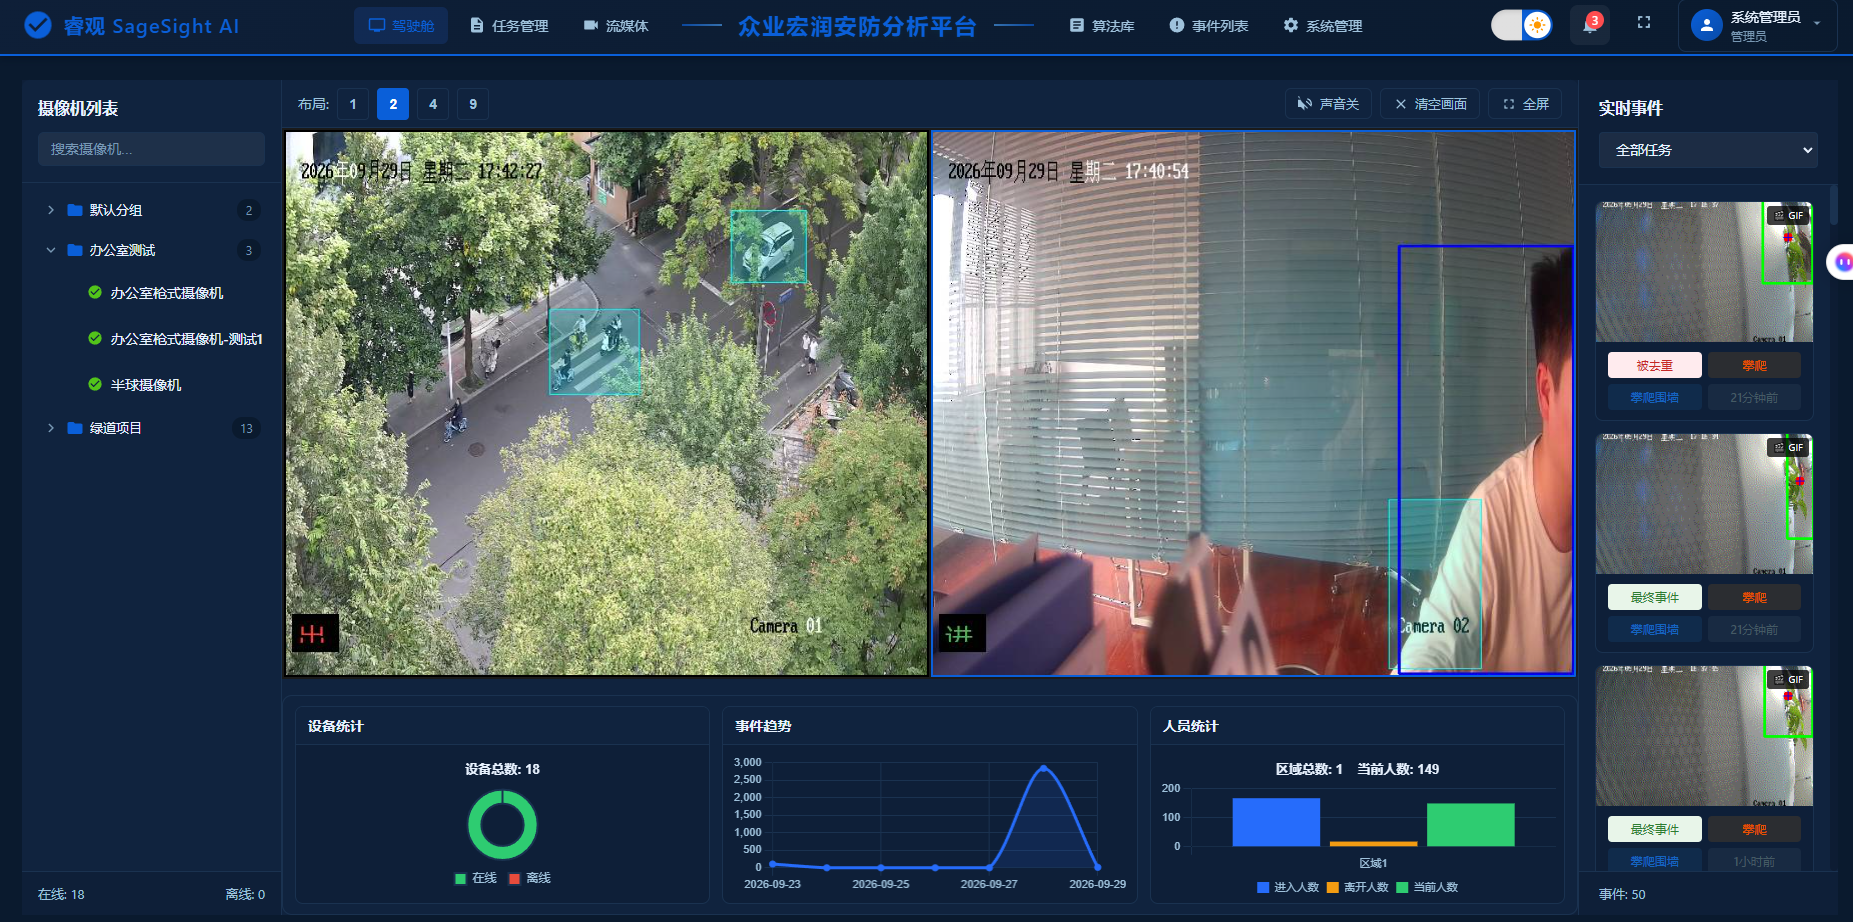 睿观 SageSight AI
驾驶舱
任务管理
流媒体
众业宏润安防分析平台
算法库
事件列表
系统管理
3
系统管理员
管理员
摄像机列表
搜索摄像机...
默认分组
2
办公室测试
3
办公室枪式摄像机
办公室枪式摄像机-测试1
半球摄像机
绿道项目
13
在线: 18
离线: 0
布局:
1
2
4
9
声音关
清空画面
全屏
2026年09月29日 星期二 17:42:27
Camera 01
出
2026年09月29日 星期二 17:40:54
Camera 02
进
设备统计
设备总数: 18
在线
离线
事件趋势
3,000
2,500
2,000
1,500
1,000
500
0
2026-09-23
2026-09-25
2026-09-27
2026-09-29
人员统计
区域总数: 1
当前人数: 149
200
100
0
区域1
进入人数
离开人数
当前人数
实时事件
全部任务
GIF
Camera 01
被去重
攀爬
攀爬围墙
21分钟前
GIF
Camera 01
最终事件
攀爬
攀爬围墙
21分钟前
GIF
Camera 01
最终事件
攀爬
攀爬围墙
1小时前
事件: 50